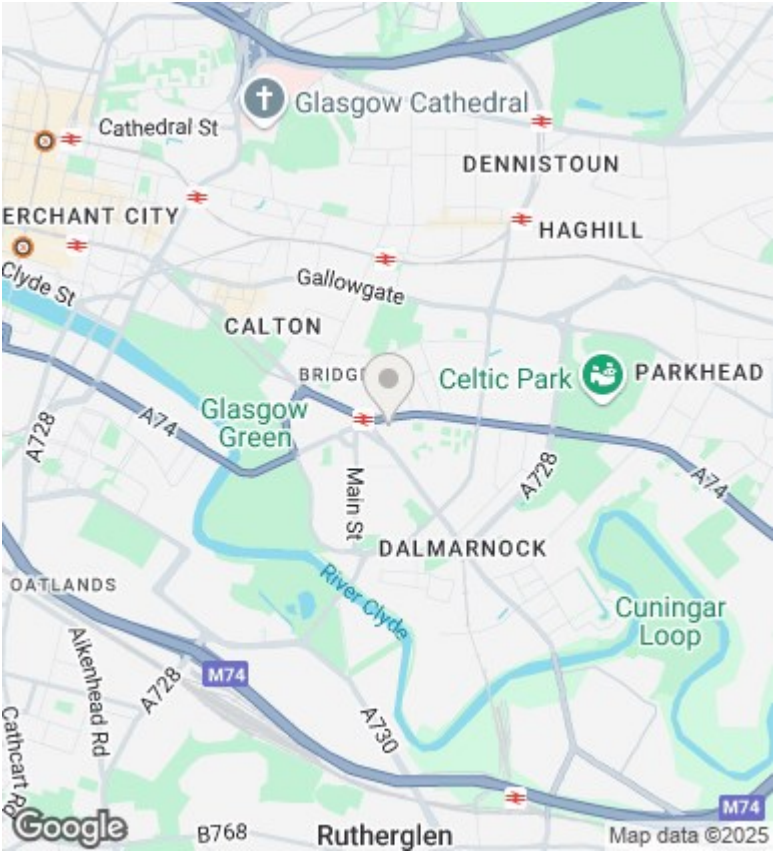 Glasgow Cathedral
Cathedral St
DENNISTOUN
ERCHANT CITY
HAGHILL
Clyde St
Gallowgate
CALTON
BRIDG
Celtic Park
PARKHEAD
Glasgow
Green
A74
A728
Main St
A728
A74
DALMARNOCK
OATLANDS
River Clyde
Cuningar
Loop
Aikenhead Rd
A728
M74
A730
Cathcart Rd
M74
Google
B768
Rutherglen
Map data ©2025